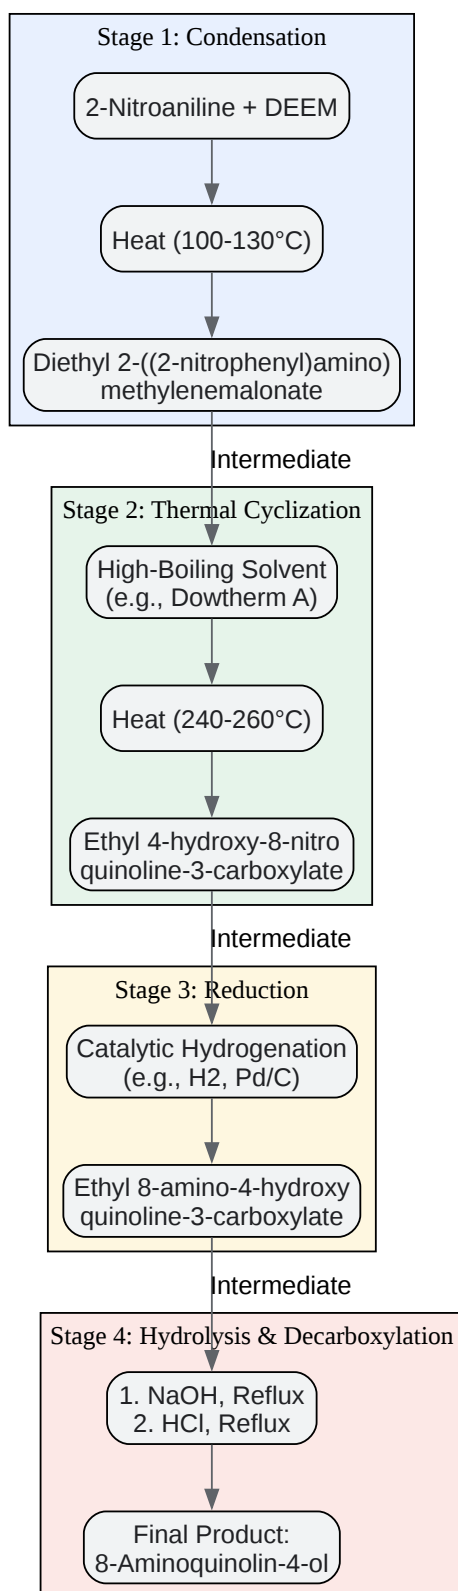 Stage 1: Condensation
2-Nitroaniline + DEEM
Heat (100-130°C)
Diethyl 2-((2-nitrophenyl)amino)
methylenemalonate
Intermediate
Stage 2: Thermal Cyclization
High-Boiling Solvent
(e.g., Dowtherm A)
Heat (240-260°C)
Ethyl 4-hydroxy-8-nitro
quinoline-3-carboxylate
Intermediate
Stage 3: Reduction
Catalytic Hydrogenation
(e.g., H2, Pd/C)
Ethyl 8-amino-4-hydroxy
quinoline-3-carboxylate
Intermediate
Stage 4: Hydrolysis & Decarboxylation
1. NaOH, Reflux
2. HCl, Reflux
Final Product:
8-Aminoquinolin-4-ol